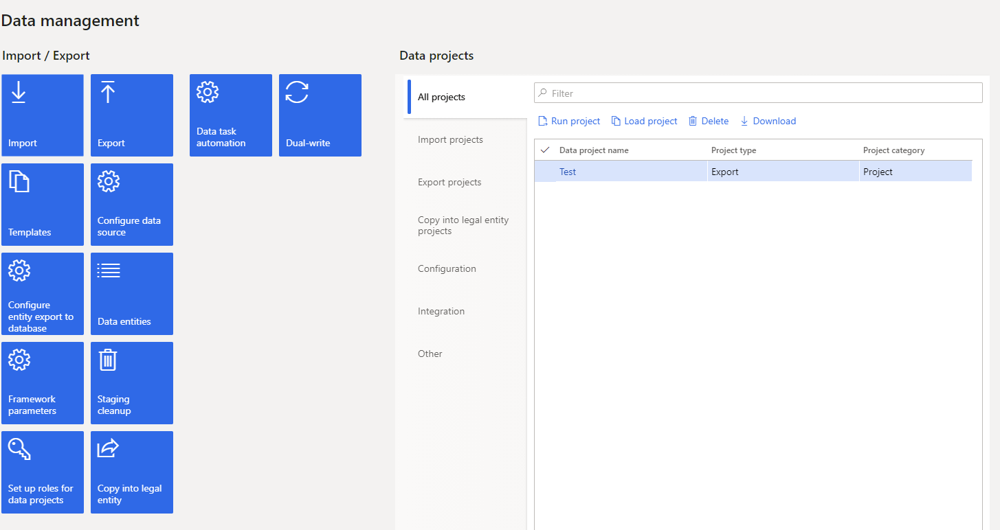 Data management
Import / Export
Import
Export
Data task
automation
Dual-write
Templates
Configure data
source
Configure
entity export to
database
Data entities
Framework
parameters
Staging
cleanup
Set up roles for
data projects
Copy into legal
entity
Data projects
All projects
Import projects
Export projects
Copy into legal entity
projects
Configuration
Integration
Other
Filter
Run project Load project Delete Download
Data project name Project type Project category
Test Export Project